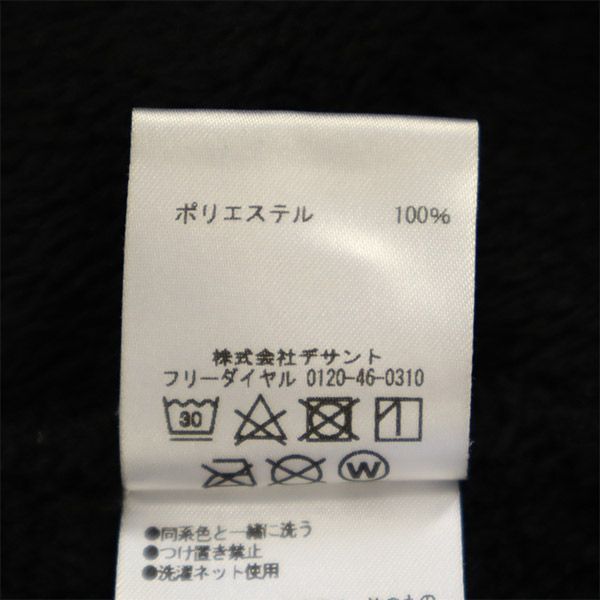 ポリエステル 100%
株式会社デサント
フリーダイヤル 0120-46-0310
30
W
●同系色と一緒に洗う
●つけ置き禁止
●洗濯ネット使用